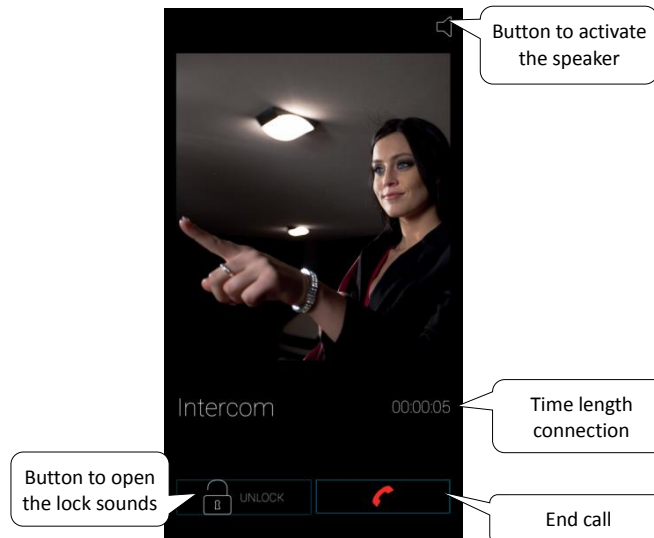 Button to activate
the speaker
Intercom
00:00:05
Time length
connection
Button to open
the lock sounds
UNLOCK
End call